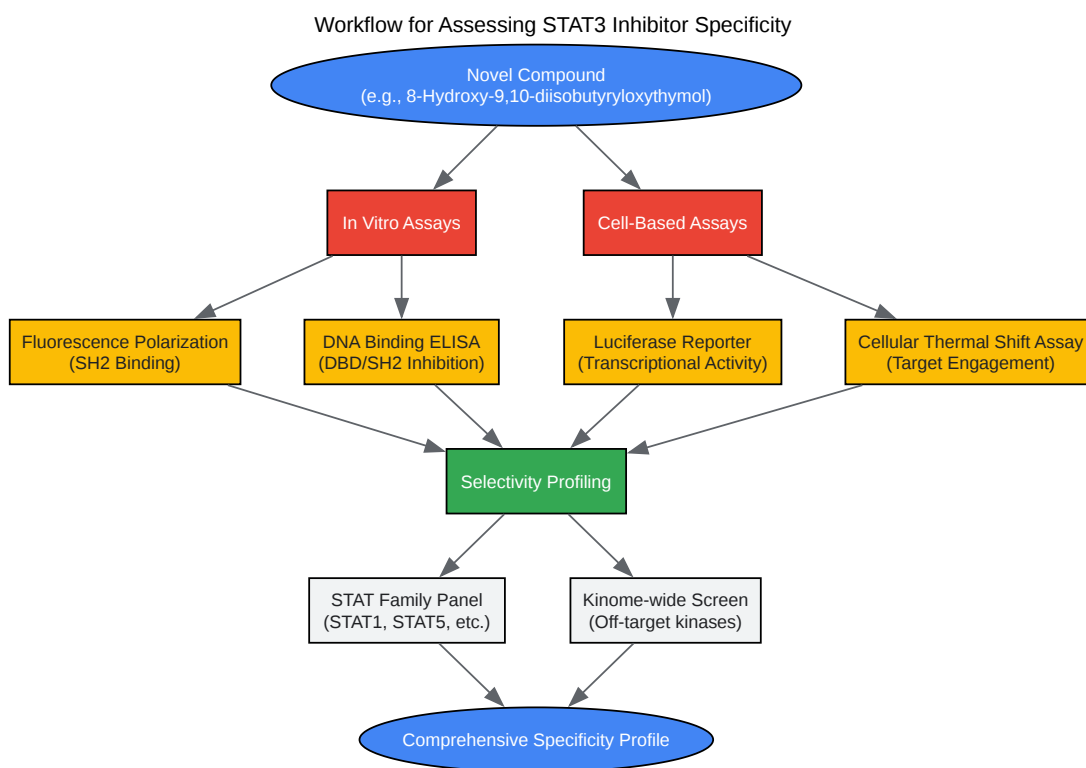 Workflow for Assessing STAT3 Inhibitor Specificity
Novel Compound
(e.g., 8-Hydroxy-9,10-diisobutyryloxythymol)
In Vitro Assays
Cell-Based Assays
Fluorescence Polarization
(SH2 Binding)
DNA Binding ELISA
(DBD/SH2 Inhibition)
Luciferase Reporter
(Transcriptional Activity)
Cellular Thermal Shift Assay
(Target Engagement)
Selectivity Profiling
STAT Family Panel
(STAT1, STAT5, etc.)
Kinome-wide Screen
(Off-target kinases)
Comprehensive Specificity Profile